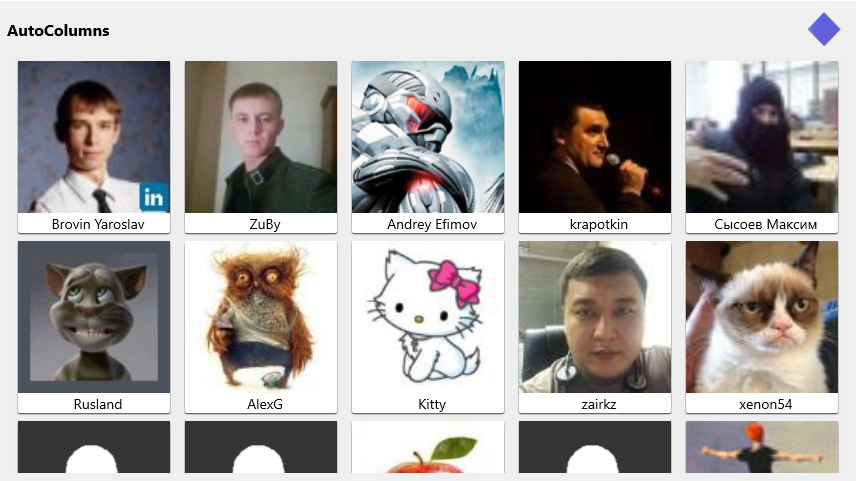 AutoColumns
in
Brovin Yaroslav
ZuBy
Andrey Efimov
krapotkin
Сысоев Максим
Rusland
AlexG
Kitty
zairkz
xenon54